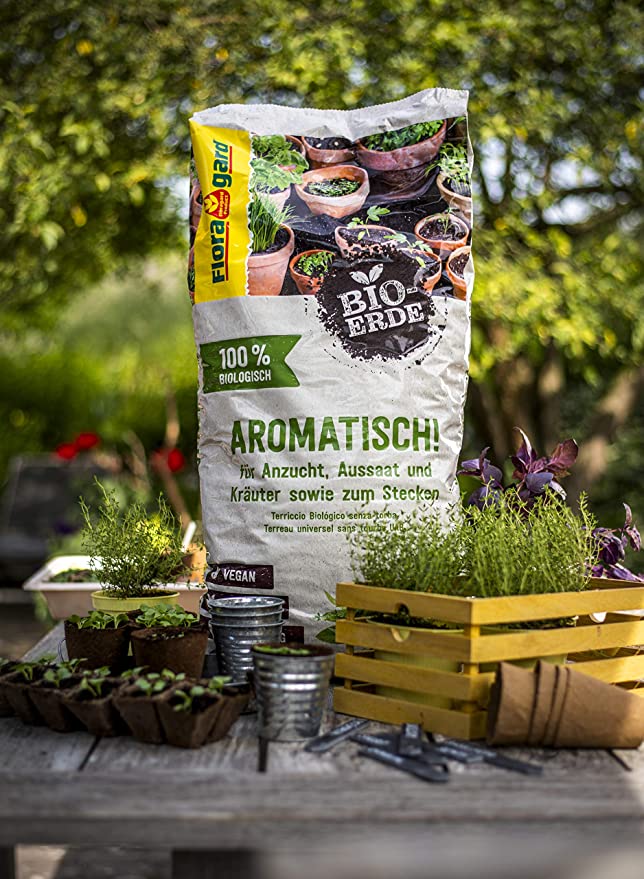 Floragard
BIO-
ERDE
100 %
BIOLOGISCH
AROMATISCH!
für Anzucht, Aussaat und
Kräuter sowie zum Stecken
Terriccio Biologico senza torba
Terreau universel sans tourbe
VEGAN